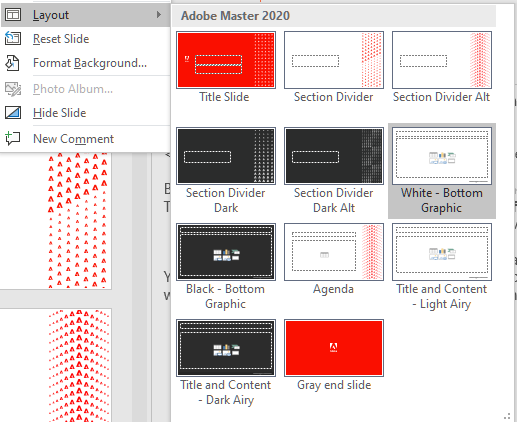 Layout
Reset Slide
Format Background...
Photo Album...
Hide Slide
New Comment
Adobe Master 2020
Title Slide
Section Divider
Section Divider Alt
Section Divider
Dark
Section Divider
Dark Alt
White - Bottom
Graphic
Black - Bottom
Graphic
Agenda
Title and Content
- Light Airy
Title and Content
- Dark Airy
Gray end slide